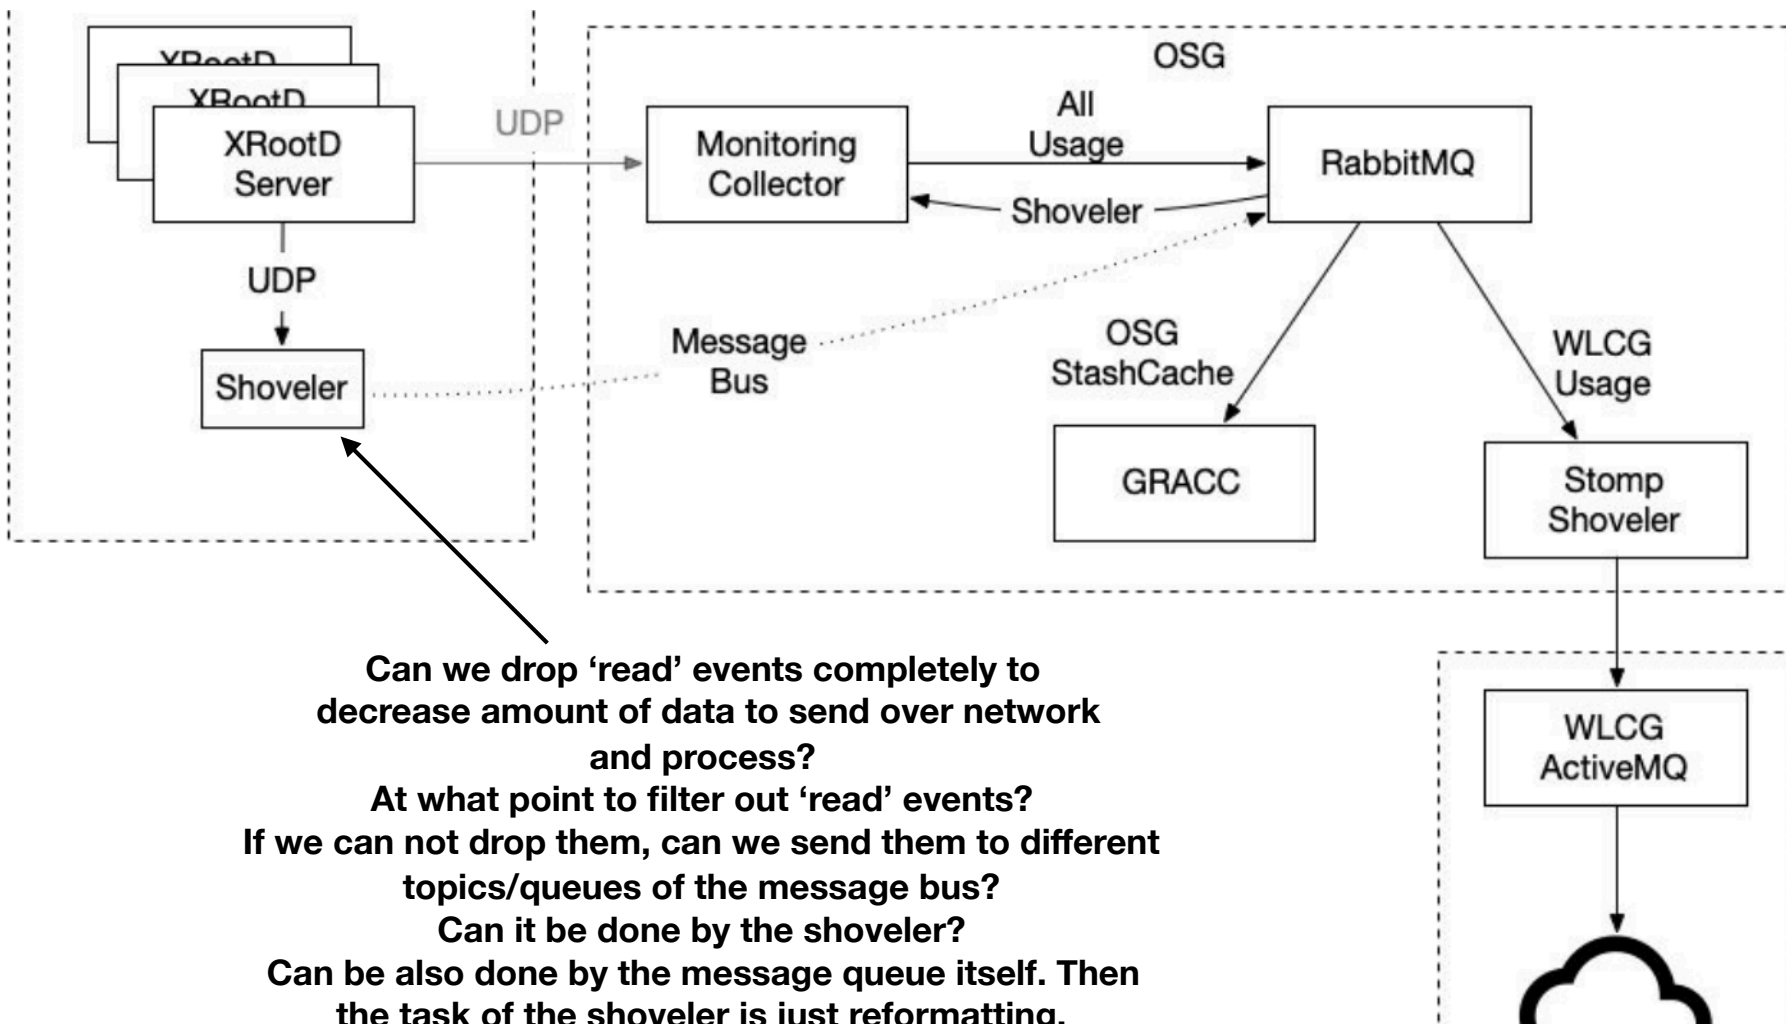 XRootD
XRootD
XRootD
Server
UDP
Shoveler
UDP
OSG
Monitoring
Collector
All
Usage
RabbitMQ
Shoveler
Message
Bus
OSG
StashCache
WLCG
Usage
GRACC
Stomp
Shoveler
WLCG
ActiveMQ
Can we drop ‘read’ events completely to
decrease amount of data to send over network
and process?
At what point to filter out ‘read’ events?
If we can not drop them, can we send them to different
topics/queues of the message bus?
Can it be done by the shoveler?
Can be also done by the message queue itself. Then
the task of the shoveler is just reformatting.